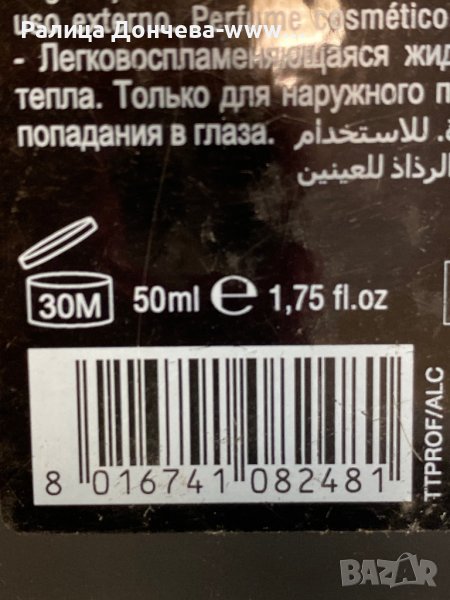 Ралица Дончева-www
uso externo. Perfume cosmético
- Легковоспламеняющаяся жид
тепла. Только для наружного п
попадания в глаза. للاستخدام
الرذاذ للعينين
30M 50ml e 1,75 fl.oz
TTPROF/ALC
8 016741 082481
BAZAR